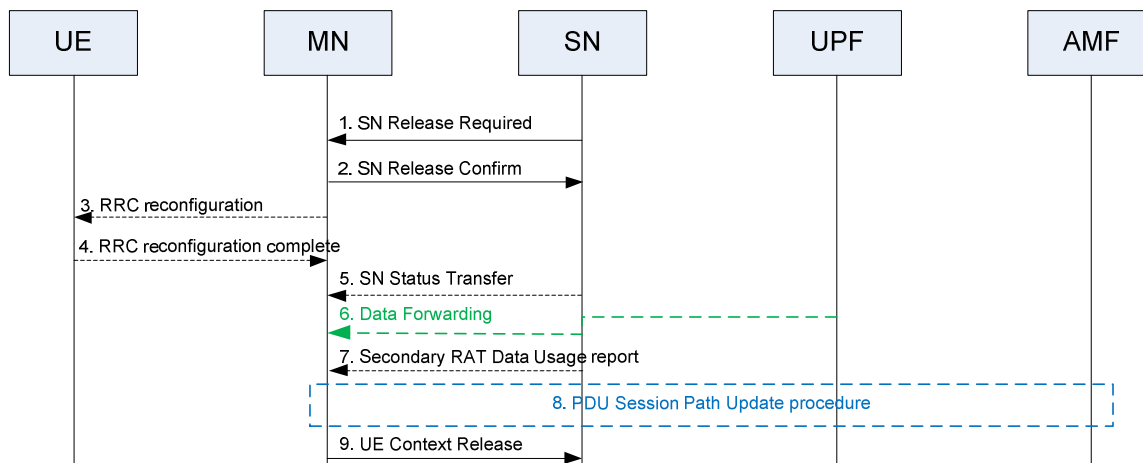 UE
MN
SN
UPF
AMF
1. SN Release Required
2. SN Release Confirm
3. RRC reconfiguration
4. RRC reconfiguration complete
5. SN Status Transfer
6. Data Forwarding
7. Secondary RAT Data Usage report
8. PDU Session Path Update procedure
9. UE Context Release